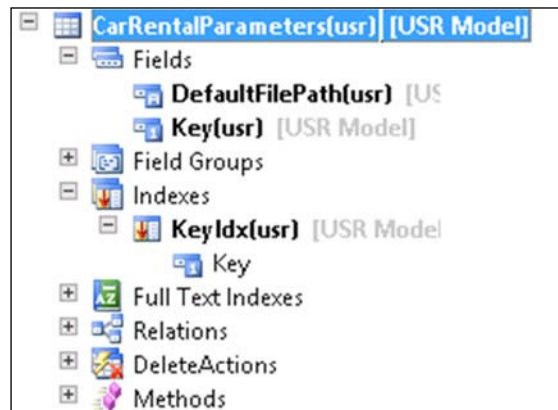 CarRentalParameters(usr) [USR Model]
Fields
DefaultFilePath(usr) [US
Key(usr) [USR Model]
Field Groups
Indexes
KeyIdx(usr) [USR Model
Key
Full Text Indexes
Relations
DeleteActions
Methods